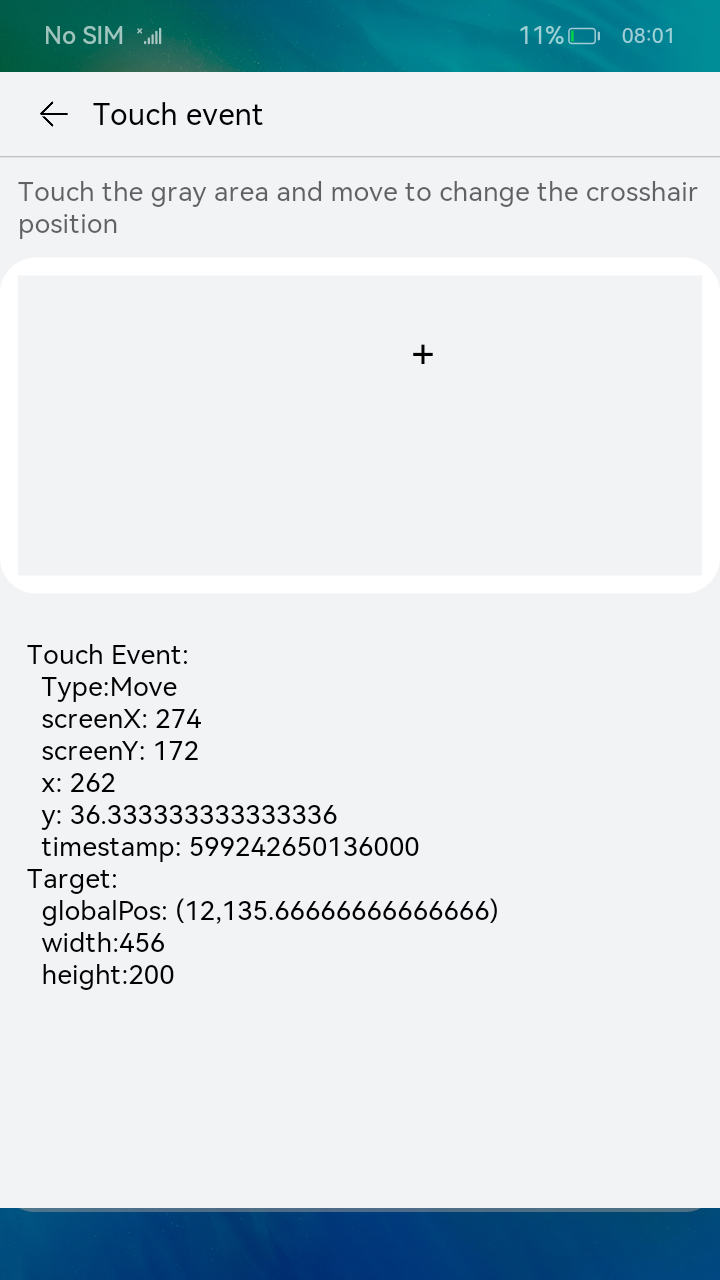 No SIM 11% 08:01
Touch event
Touch the gray area and move to change the crosshair
position
+
Touch Event:
Type:Move
screenX: 274
screenY: 172
x: 262
y: 36.333333333333336
timestamp: 599242650136000
Target:
globalPos: (12,135.66666666666666)
width:456
height:200